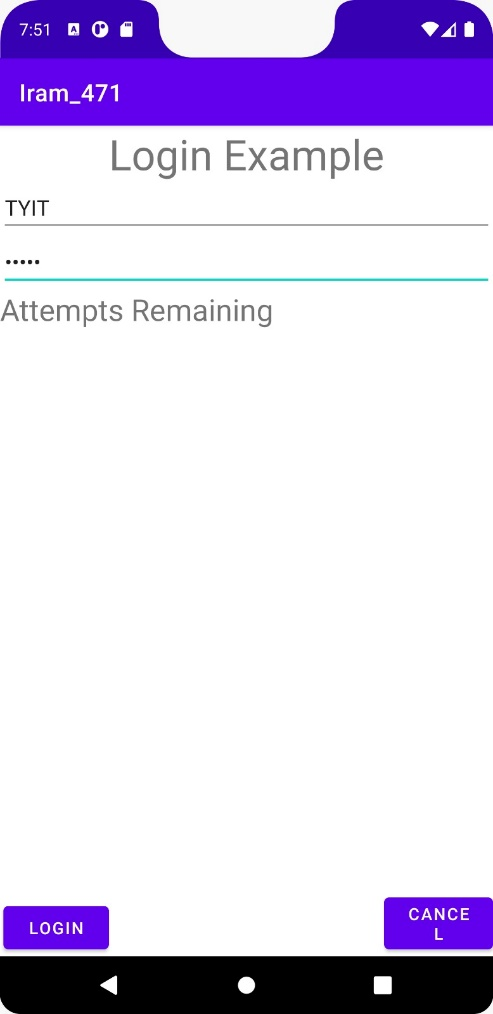 7:51
Iram_471
Login Example
TYIT
•••••
Attempts Remaining
LOGIN
CANCE
L